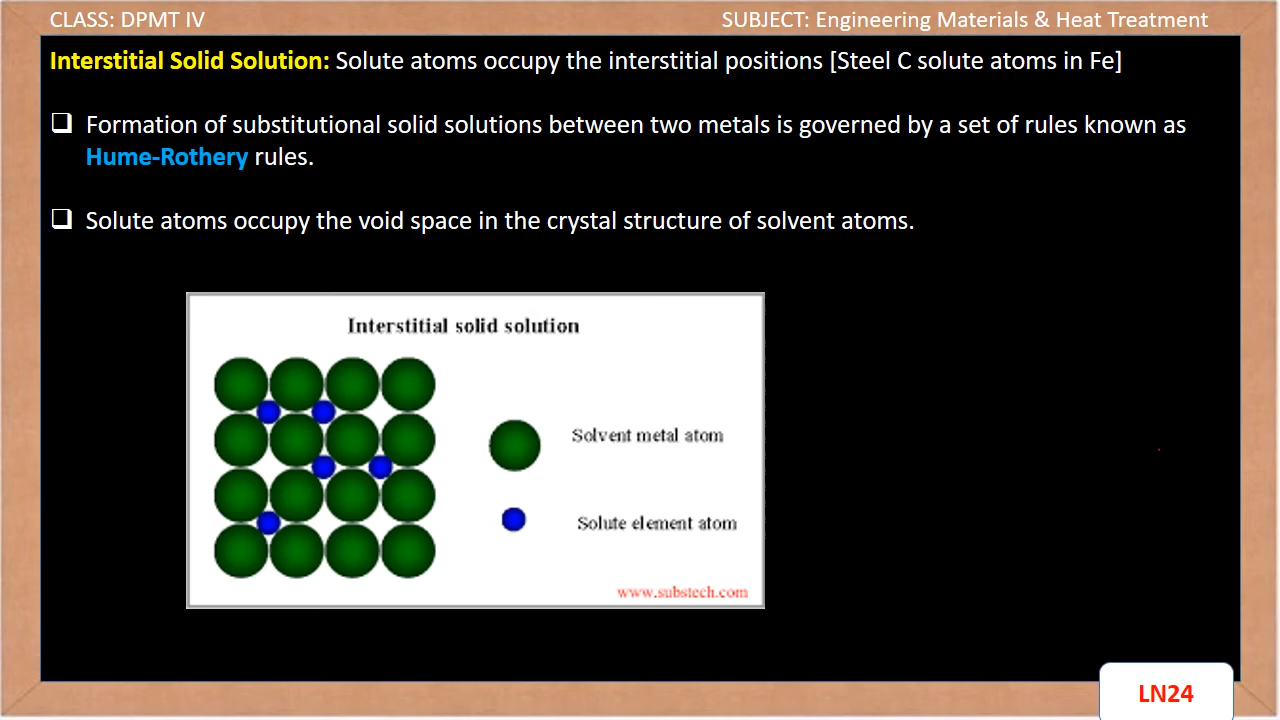 CLASS: DPMT IV
SUBJECT: Engineering Materials & Heat Treatment
Interstitial Solid Solution: Solute atoms occupy the interstitial positions [Steel C solute atoms in Fe]
❑ Formation of substitutional solid solutions between two metals is governed by a set of rules known as
Hume-Rothery rules.
❑ Solute atoms occupy the void space in the crystal structure of solvent atoms.
Interstitial solid solution
Solvent metal atom
Solute element atom
www.substech.com
LN24